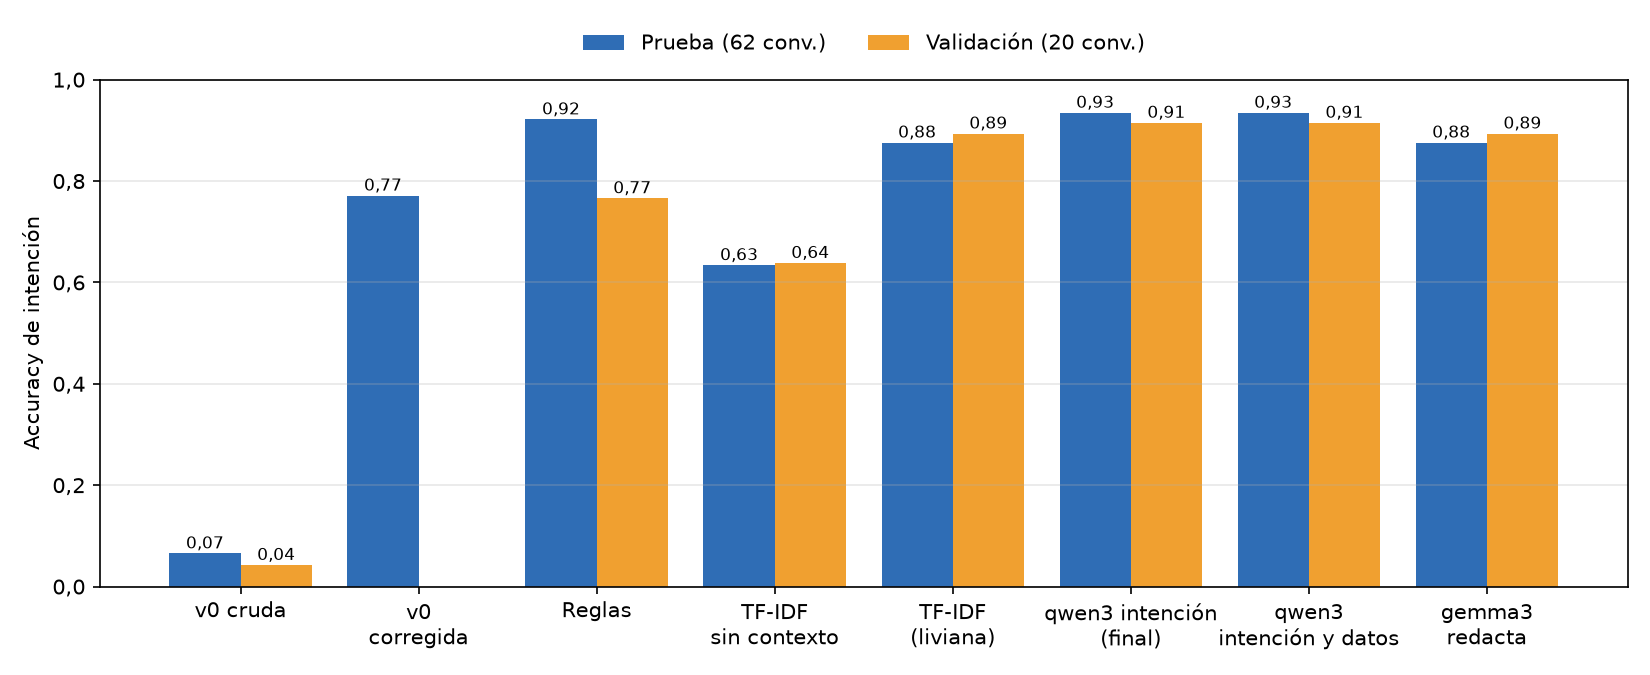 Prueba (62 conv.) Validación (20 conv.)
Accuracy de intención
1,0
0,8
0,6
0,4
0,2
0,0
0,07 0,04
0,77
0,92 0,77
0,63 0,64
0,88 0,89
0,93 0,91
0,93 0,91
0,88 0,89
v0 cruda
v0
corregida
Reglas
TF-IDF
sin contexto
TF-IDF
(liviana)
qwen3 intención
(final)
qwen3
intención y datos
gemma3
redacta